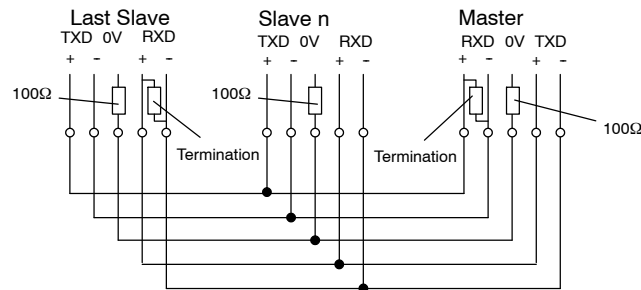 Last Slave Slave n Master
TXD 0V RXD TXD 0V RXD RXD 0V TXD
+ − + − + − + − + − + −
100Ω 100Ω
100Ω
Termination Termination